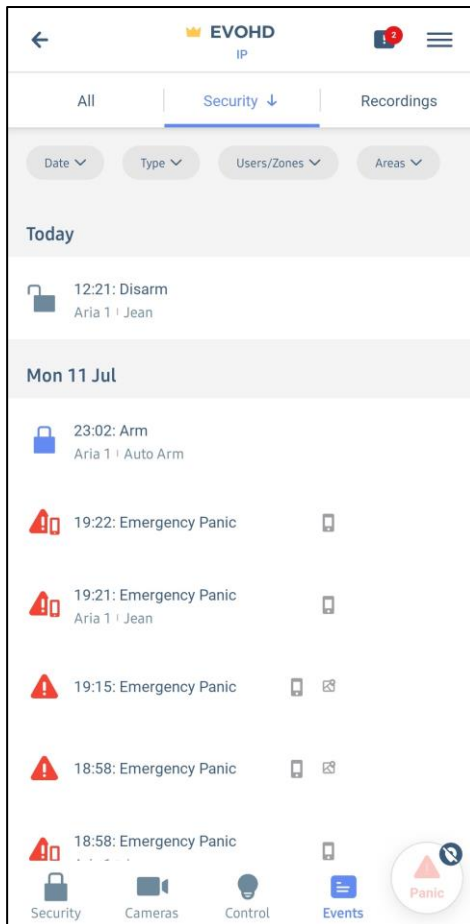 EVOHD
2
IP
All
Security ↓
Recordings
Date
Type
Users/Zones
Areas
Today
12:21: Disarm
Aria 1 | Jean
Mon 11 Jul
23:02: Arm
Aria 1 | Auto Arm
19:22: Emergency Panic
19:21: Emergency Panic
Aria 1 | Jean
19:15: Emergency Panic
18:58: Emergency Panic
18:58: Emergency Panic
Panic
Security
Cameras
Control
Events